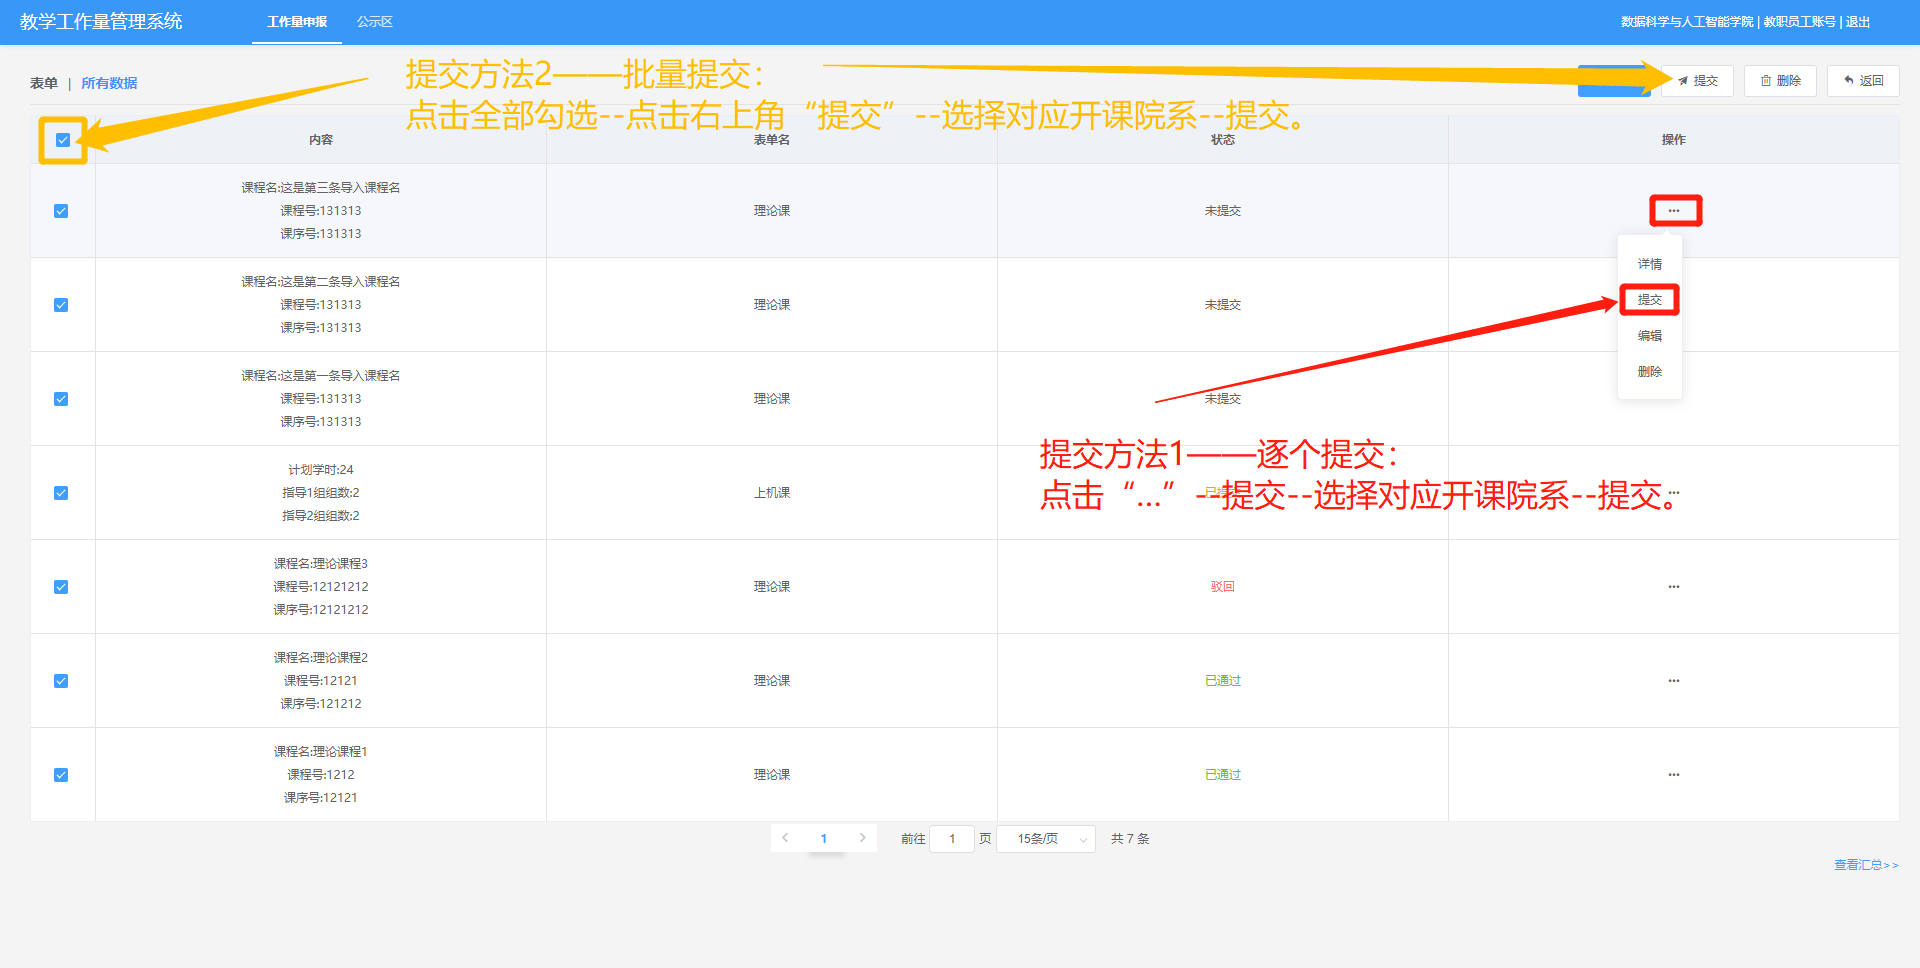 教学工作量管理系统
工作量申报
公示区
数据科学与人工智能学院 | 教职员工账号 | 退出
表单 | 所有数据
提交方法2——批量提交：
点击全部勾选--点击右上角“提交”--选择对应开课院系--提交。
提交
删除
返回
内容
表单名
状态
操作
课程名:这是第三条导入课程名
课程号:131313
课序号:131313
理论课
未提交
...
详情
提交
编辑
删除
课程名:这是第二条导入课程名
课程号:131313
课序号:131313
理论课
未提交
课程名:这是第一条导入课程名
课程号:131313
课序号:131313
理论课
未提交
提交方法1——逐个提交：
点击“...”--提交--选择对应开课院系--提交。
计划学时:24
指导1组组数:2
指导2组组数:2
上机课
...
课程名:理论课程3
课程号:12121212
课序号:12121212
理论课
驳回
...
课程名:理论课程2
课程号:12121
课序号:121212
理论课
已通过
...
课程名:理论课程1
课程号:1212
课序号:12121
理论课
已通过
...
< 1 > 前往 1 页 15条/页 共 7 条
查看汇总>>